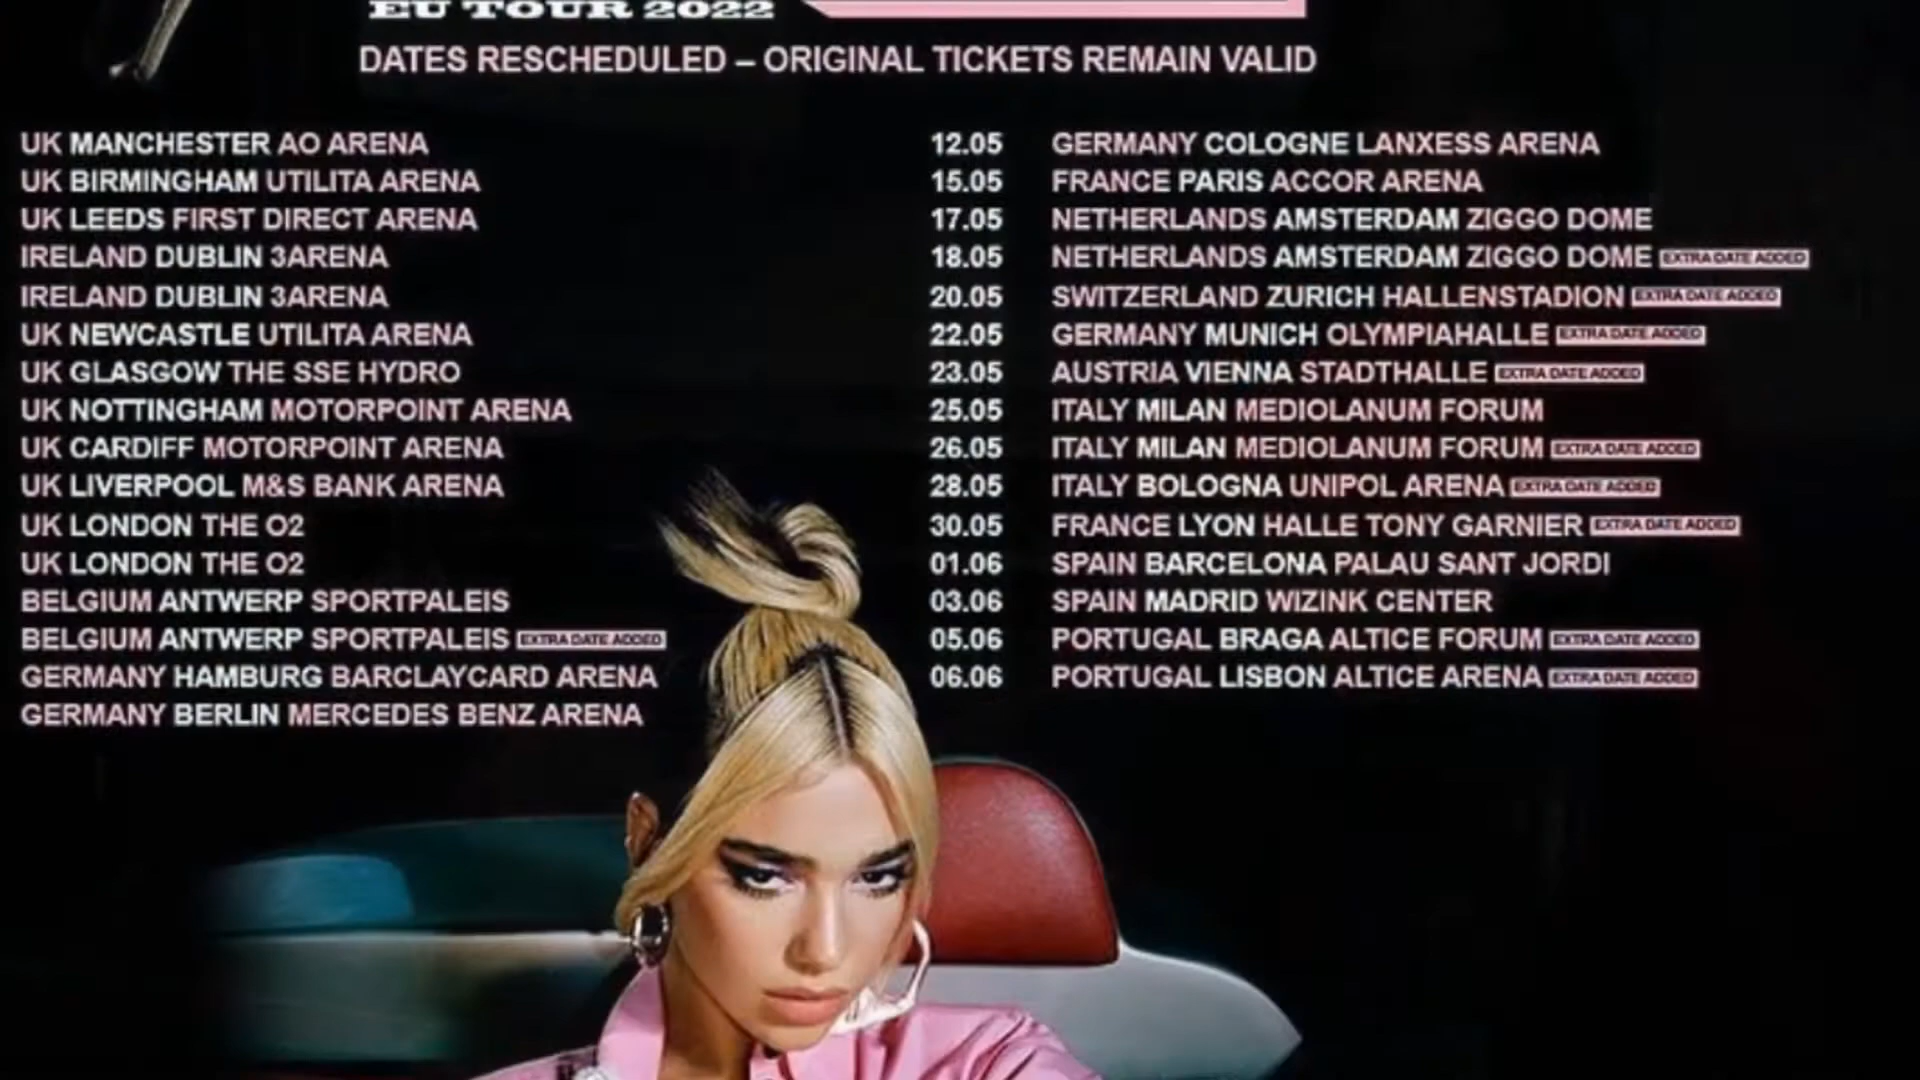 EU TOUR 2022
DATES RESCHEDULED – ORIGINAL TICKETS REMAIN VALID
UK MANCHESTER AO ARENA
UK BIRMINGHAM UTILITA ARENA
UK LEEDS FIRST DIRECT ARENA
IRELAND DUBLIN 3ARENA
IRELAND DUBLIN 3ARENA
UK NEWCASTLE UTILITA ARENA
UK GLASGOW THE SSE HYDRO
UK NOTTINGHAM MOTORPOINT ARENA
UK CARDIFF MOTORPOINT ARENA
UK LIVERPOOL M&S BANK ARENA
UK LONDON THE O2
UK LONDON THE O2
BELGIUM ANTWERP SPORTPALEIS
BELGIUM ANTWERP SPORTPALEIS EXTRA DATE ADDED
GERMANY HAMBURG BARCLAYCARD ARENA
GERMANY BERLIN MERCEDES BENZ ARENA
12.05 GERMANY COLOGNE LANXESS ARENA
15.05 FRANCE PARIS ACCOR ARENA
17.05 NETHERLANDS AMSTERDAM ZIGGO DOME
18.05 NETHERLANDS AMSTERDAM ZIGGO DOME EXTRA DATE ADDED
20.05 SWITZERLAND ZURICH HALLENSTADION EXTRA DATE ADDED
22.05 GERMANY MUNICH OLYMPIAHALLE EXTRA DATE ADDED
23.05 AUSTRIA VIENNA STADTHALLE EXTRA DATE ADDED
25.05 ITALY MILAN MEDIOLANUM FORUM
26.05 ITALY MILAN MEDIOLANUM FORUM EXTRA DATE ADDED
28.05 ITALY BOLOGNA UNIPOL ARENA EXTRA DATE ADDED
30.05 FRANCE LYON HALLE TONY GARNIER EXTRA DATE ADDED
01.06 SPAIN BARCELONA PALAU SANT JORDI
03.06 SPAIN MADRID WIZINK CENTER
05.06 PORTUGAL BRAGA ALTICE FORUM EXTRA DATE ADDED
06.06 PORTUGAL LISBON ALTICE ARENA EXTRA DATE ADDED